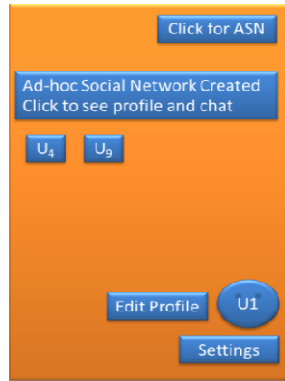 Click for ASN
Ad-hoc Social Network Created
Click to see profile and chat
U₄ U₉
Edit Profile U1
Settings